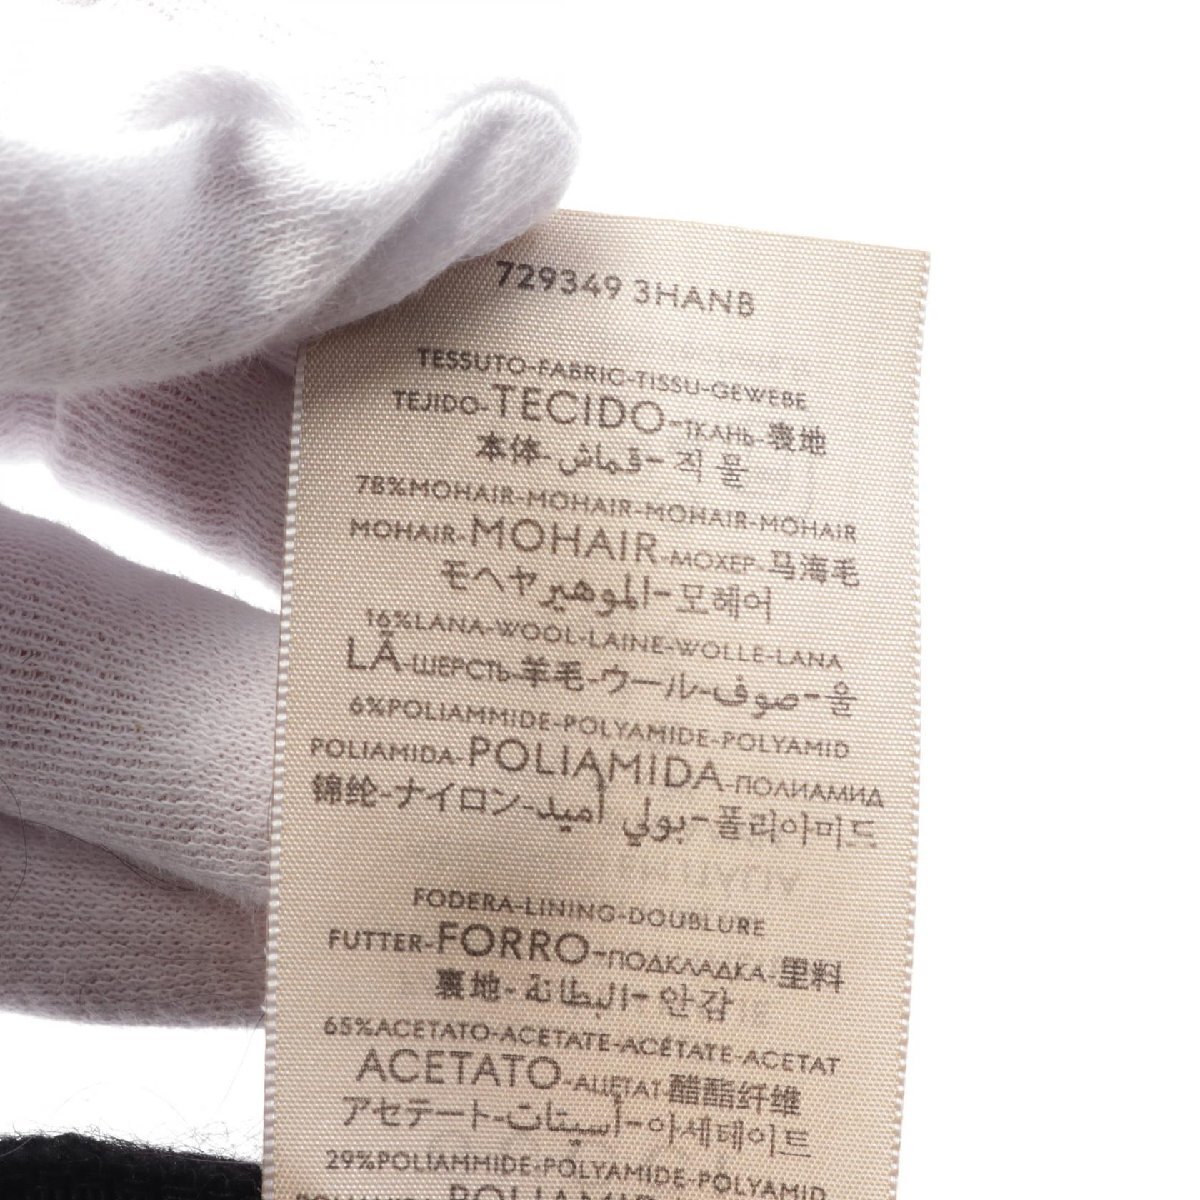 729349 3HANB
TESSUTO-FABRIC-TISSU-GEWEBE
TEJIDO-TECIDO-ТКАНЬ-表地
本体-قماش-직물
78%MOHAIR-MOHAIR-MOHAIR-MOHAIR
MOHAIR-MOHAIR-МОХЕР-马海毛
モヘヤ-الموهير-모헤어
16%LANA-WOOL-LAINE-WOLLE-LANA
LÃ-ШЕРСТЬ-羊毛-ウール-صوف-울
6%POLIAMMIDE-POLYAMIDE-POLYAMID
POLIAMIDA-POLIAMIDA-ПОЛИАМИД
锦纶-ナイロン-بولي أميد-폴리아미드
FODERA-LINING-DOUBLURE
FUTTER-FORRO-ПОДКЛАДКА-里料
裏地-البطانة-안감
65%ACETATO-ACETATE-ACÉTATE-ACETAT
ACETATO-АЦЕТАТ-醋酯纤维
アセテート-أسيتات-아세테이트
29%POLIAMMIDE-POLYAMIDE-POLYAMID